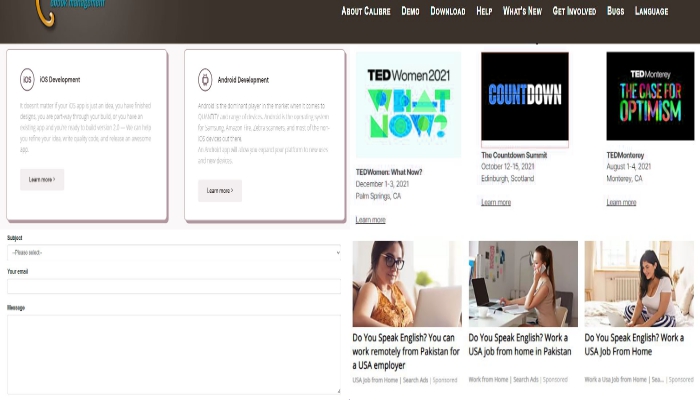 ebook management
About Calibre Demo Download Help What's New Get Involved Bugs Language
iOS
iOS Development
It doesn't matter if your iOS app is just an idea, you have finished
designs, you are part-way through your build, or you have an
existing app and you're ready to build version 2.0 — We can help
you refine your idea, write quality code, and release an awesome
app.
Learn more >
Android Development
Android is the dominant player in the market when it comes to
of devices. Android is the operating system
for Samsung, Amazon Fire, Zebra scanners, and most of the non-
iOS devices out there.
An Android app will allow you expand your platform to new users
and new devices.
Learn more >
TEDWomen 2021
WHAT
NOW?
TEDWomen: What Now?
December 1-3, 2021
Palm Springs, CA
Learn more
COUNTDOWN
The Countdown Summit
October 12-15, 2021
Edinburgh, Scotland
Learn more
TEDMonterey
THE CASE FOR
OPTIMISM
TEDMonterey
August 1-4, 2021
Monterey, CA
Learn more
Subject
--Please select--
Your email
Message
Do You Speak English? You can
work remotely from Pakistan for
a USA employer
USA Job from Home | Search Ads | Sponsored
Do You Speak English? Work a
USA job from home in Pakistan
Work from Home | Search Ads | Sponsored
Do You Speak English? Work a
USA Job From Home
Work a Usa Job from Home | Sea... | Sponsored